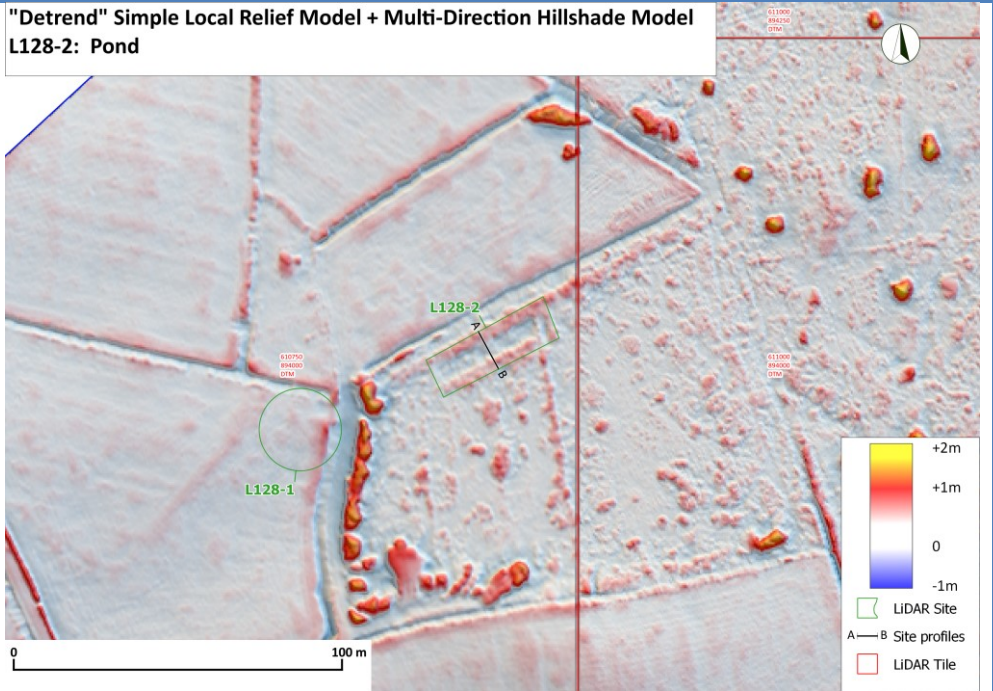 "Detrend" Simple Local Relief Model + Multi-Direction Hillshade Model
L128-2: Pond
611000
894250
DTM
L128-2
A
B
610750
894000
DTM
611000
894000
DTM
L128-1
+2m
+1m
0
-1m
LiDAR Site
A B Site profiles
LiDAR Tile
0 100 m